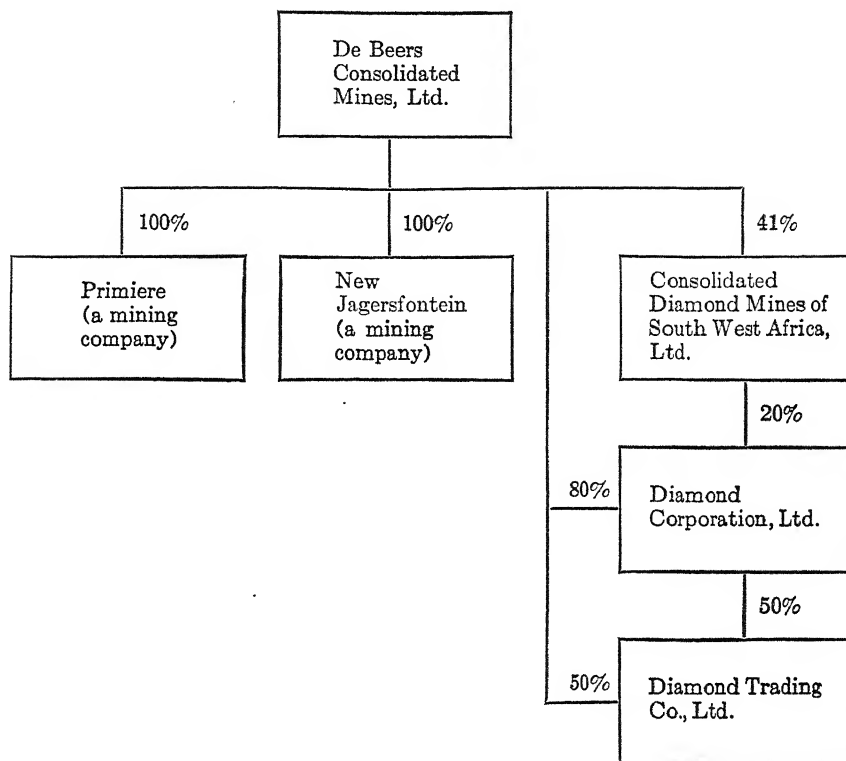 De Beers
Consolidated
Mines, Ltd.
100%
100%
41%
Primiere
(a mining
company)
New
Jagersfontein
(a mining
company)
Consolidated
Diamond Mines of
South West Africa,
Ltd.
20%
80%
Diamond
Corporation, Ltd.
50%
50%
Diamond Trading
Co., Ltd.